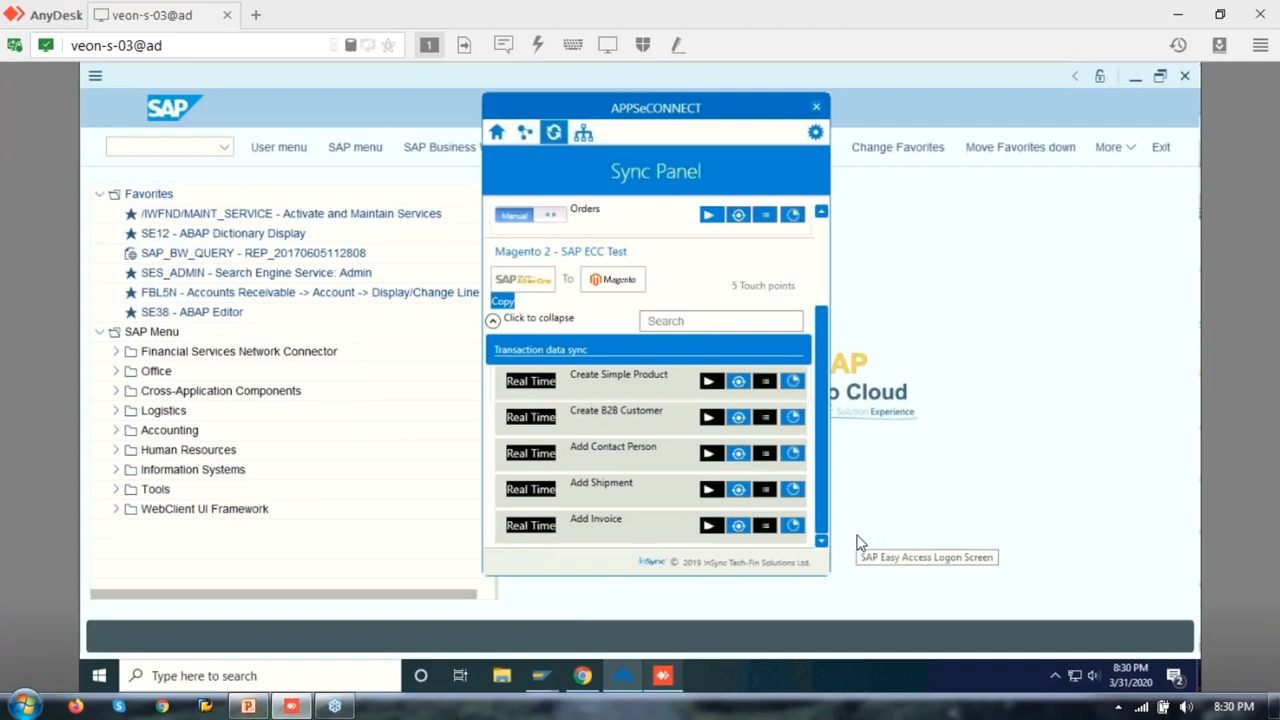 AnyDesk
veon-s-03@ad
veon-s-03@ad
1
SAP
User menu
SAP menu
SAP Business
Change Favorites
Move Favorites down
More
Exit
Favorites
/IWFND/MAINT_SERVICE - Activate and Maintain Services
SE12 - ABAP Dictionary Display
SAP_BW_QUERY - REP_20170605112808
SES_ADMIN - Search Engine Service: Admin
FBL5N - Accounts Receivable -> Account -> Display/Change Line
SE38 - ABAP Editor
SAP Menu
Financial Services Network Connector
Office
Cross-Application Components
Logistics
Accounting
Human Resources
Information Systems
Tools
WebClient UI Framework
APPSeCONNECT
Sync Panel
Manual
Orders
Magento 2 - SAP ECC Test
SAP
To
Magento
5 Touch points
Copy
Click to collapse
Search
Transaction data sync
Real Time
Create Simple Product
Real Time
Create B2B Customer
Real Time
Add Contact Person
Real Time
Add Shipment
Real Time
Add Invoice
InSync © 2019 InSync Tech-Fin Solutions Ltd.
AP
o Cloud
Solution Experience
SAP Easy Access Logon Screen
Type here to search
8:30 PM
3/31/2020
2
8:30 PM